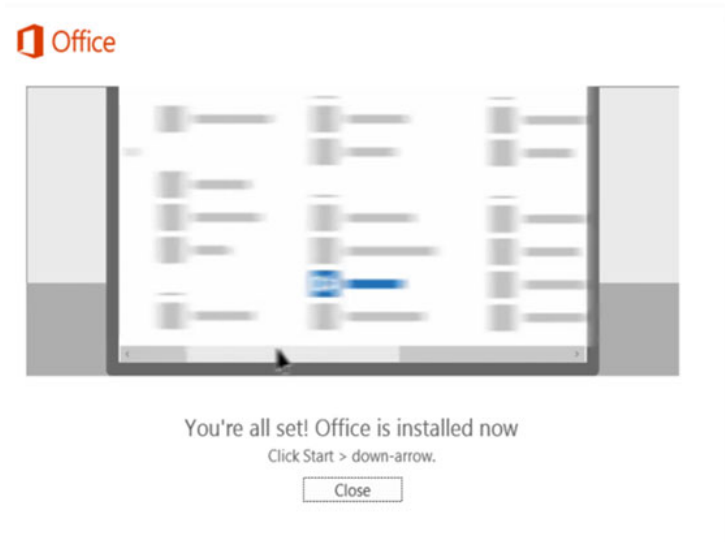 Office
You're all set! Office is installed now
Click Start > down-arrow.
Close